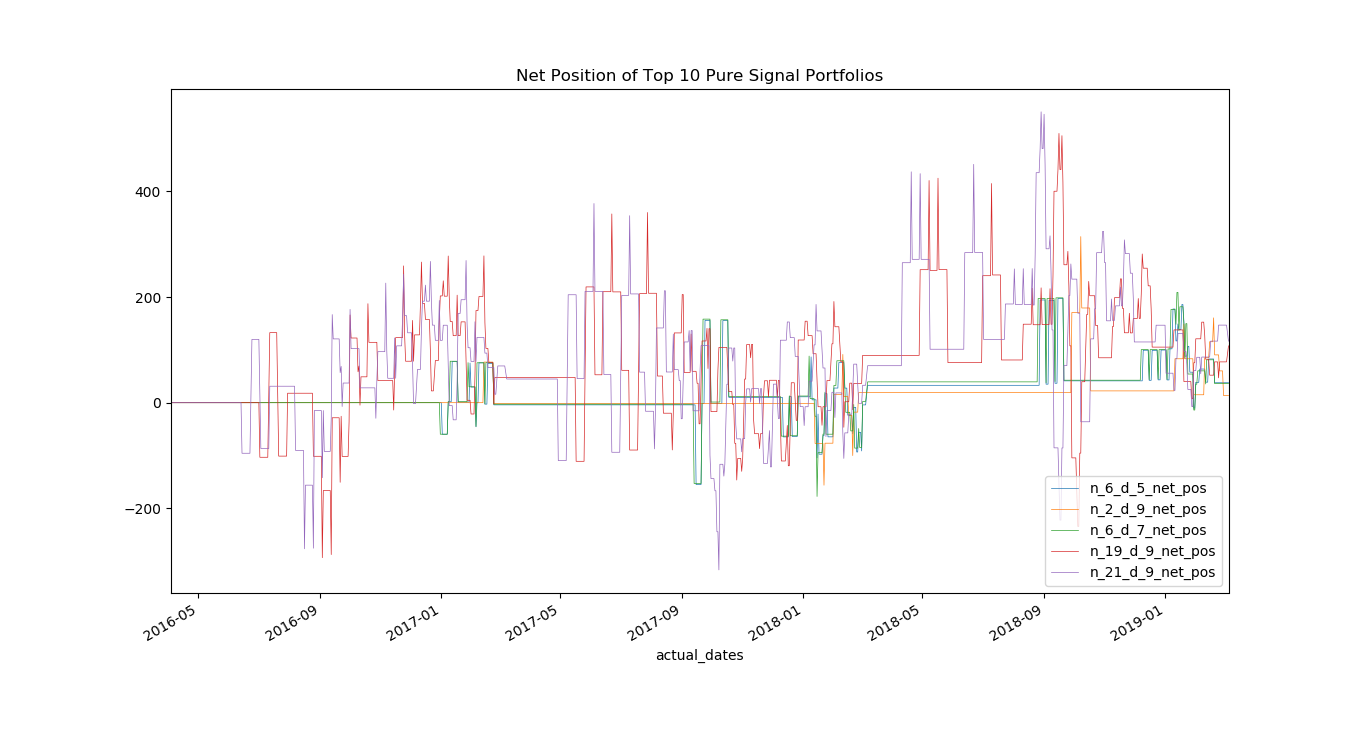 Net Position of Top 10 Pure Signal Portfolios
400
200
0
−200
n_6_d_5_net_pos
n_2_d_9_net_pos
n_6_d_7_net_pos
n_19_d_9_net_pos
n_21_d_9_net_pos
2016-05
2016-09
2017-01
2017-05
2017-09
2018-01
2018-05
2018-09
2019-01
actual_dates